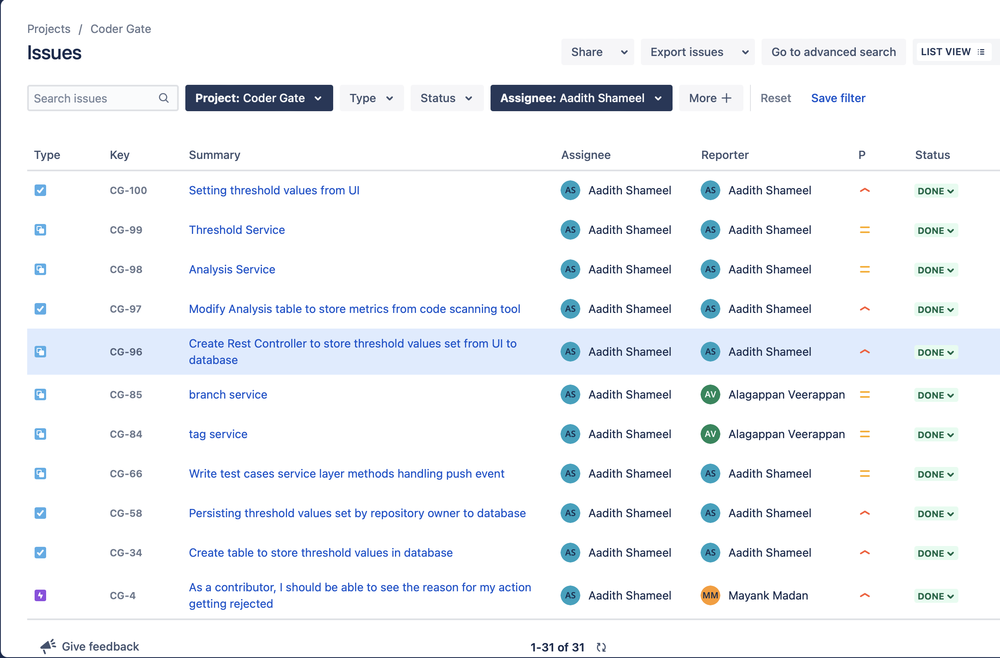 Projects / Coder Gate
Issues
Share
Export issues
Go to advanced search
LIST VIEW
Search issues
Project: Coder Gate
Type
Status
Assignee: Aadith Shameel
More
Reset
Save filter
Type Key Summary Assignee Reporter P Status
CG-100 Setting threshold values from UI AS Aadith Shameel AS Aadith Shameel DONE
CG-99 Threshold Service AS Aadith Shameel AS Aadith Shameel DONE
CG-98 Analysis Service AS Aadith Shameel AS Aadith Shameel DONE
CG-97 Modify Analysis table to store metrics from code scanning tool AS Aadith Shameel AS Aadith Shameel DONE
CG-96 Create Rest Controller to store threshold values set from UI to
database AS Aadith Shameel AS Aadith Shameel DONE
CG-85 branch service AS Aadith Shameel AV Alagappan Veerappan DONE
CG-84 tag service AS Aadith Shameel AV Alagappan Veerappan DONE
CG-66 Write test cases service layer methods handling push event AS Aadith Shameel AS Aadith Shameel DONE
CG-58 Persisting threshold values set by repository owner to database AS Aadith Shameel AS Aadith Shameel DONE
CG-34 Create table to store threshold values in database AS Aadith Shameel AS Aadith Shameel DONE
CG-4 As a contributor, I should be able to see the reason for my action
getting rejected AS Aadith Shameel MM Mayank Madan DONE
Give feedback
1-31 of 31